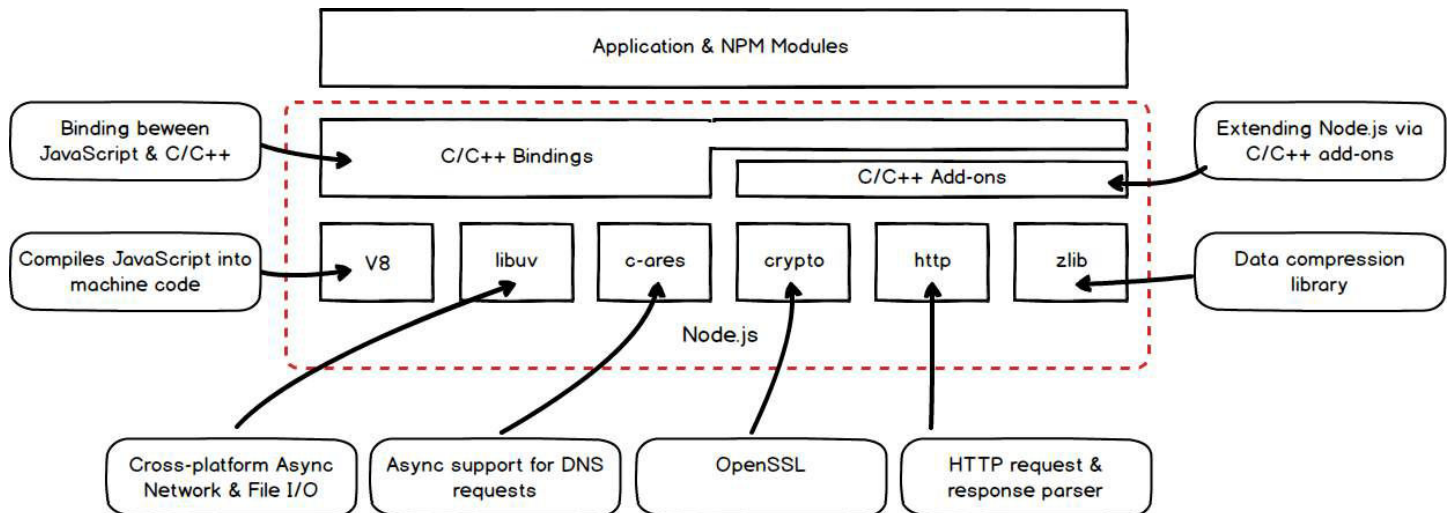 Application & NPM Modules
Binding beween
JavaScript & C/C++
C/C++ Bindings
C/C++ Add-ons
Extending Node.js via
C/C++ add-ons
Compiles JavaScript into
machine code
V8
libuv
c-ares
crypto
http
zlib
Data compression
library
Node.js
Cross-platform Async
Network & File I/O
Async support for DNS
requests
OpenSSL
HTTP request &
response parser